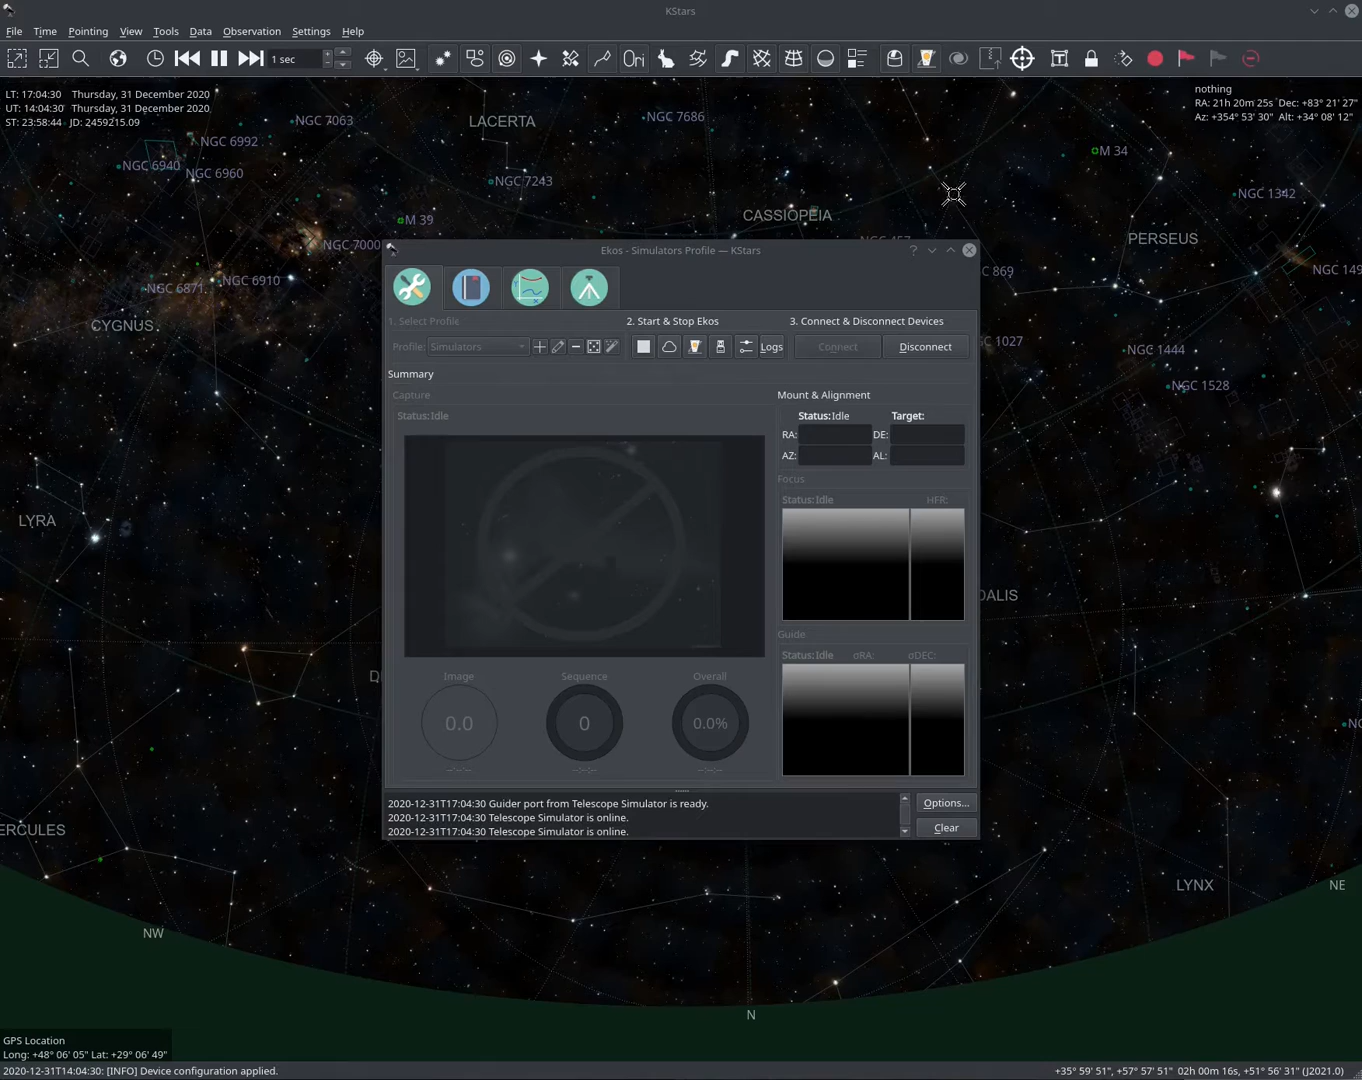 KStars
File Time Pointing View Tools Data Observation Settings Help
1 sec
Ori
LT: 17:04:30 Thursday, 31 December 2020
UT: 14:04:30 Thursday, 31 December 2020
ST: 23:58:44 JD: 2459215.09
nothing
RA: 21h 20m 25s Dec: +83° 21' 27"
Az: +354° 53' 30" Alt: +34° 08' 12"
NGC 7063
LACERTA
NGC 7686
NGC 6992
M 34
NGC 6940
NGC 6960
NGC 7243
NGC 1342
M 39
CASSIOPEIA
PERSEUS
NGC 7000
NGC 6910
NGC 6871
CYGNUS
Ekos - Simulators Profile — KStars
C 869
1. Select Profile
2. Start & Stop Ekos
3. Connect & Disconnect Devices
C 1027
NGC 1444
Profile: Simulators
Logs
Connect
Disconnect
NGC 1528
Summary
Capture
Mount & Alignment
Status: Idle
Status: Idle Target:
RA: DE:
AZ: AL:
Focus
Status: Idle HFR:
LYRA
DALIS
Guide
Status: Idle σRA: σDEC:
Image Sequence Overall
0.0 0 0.0%
--:--:-- --:--:-- --:--:--
2020-12-31T17:04:30 Guider port from Telescope Simulator is ready.
2020-12-31T17:04:30 Telescope Simulator is online.
2020-12-31T17:04:30 Telescope Simulator is online.
Options...
Clear
ERCULES
LYNX
NE
NW
N
GPS Location
Long: +48° 06' 05" Lat: +29° 06' 49"
2020-12-31T14:04:30: [INFO] Device configuration applied.
+35° 59' 51", +57° 57' 51" 02h 00m 16s, +51° 56' 31" (J2021.0)